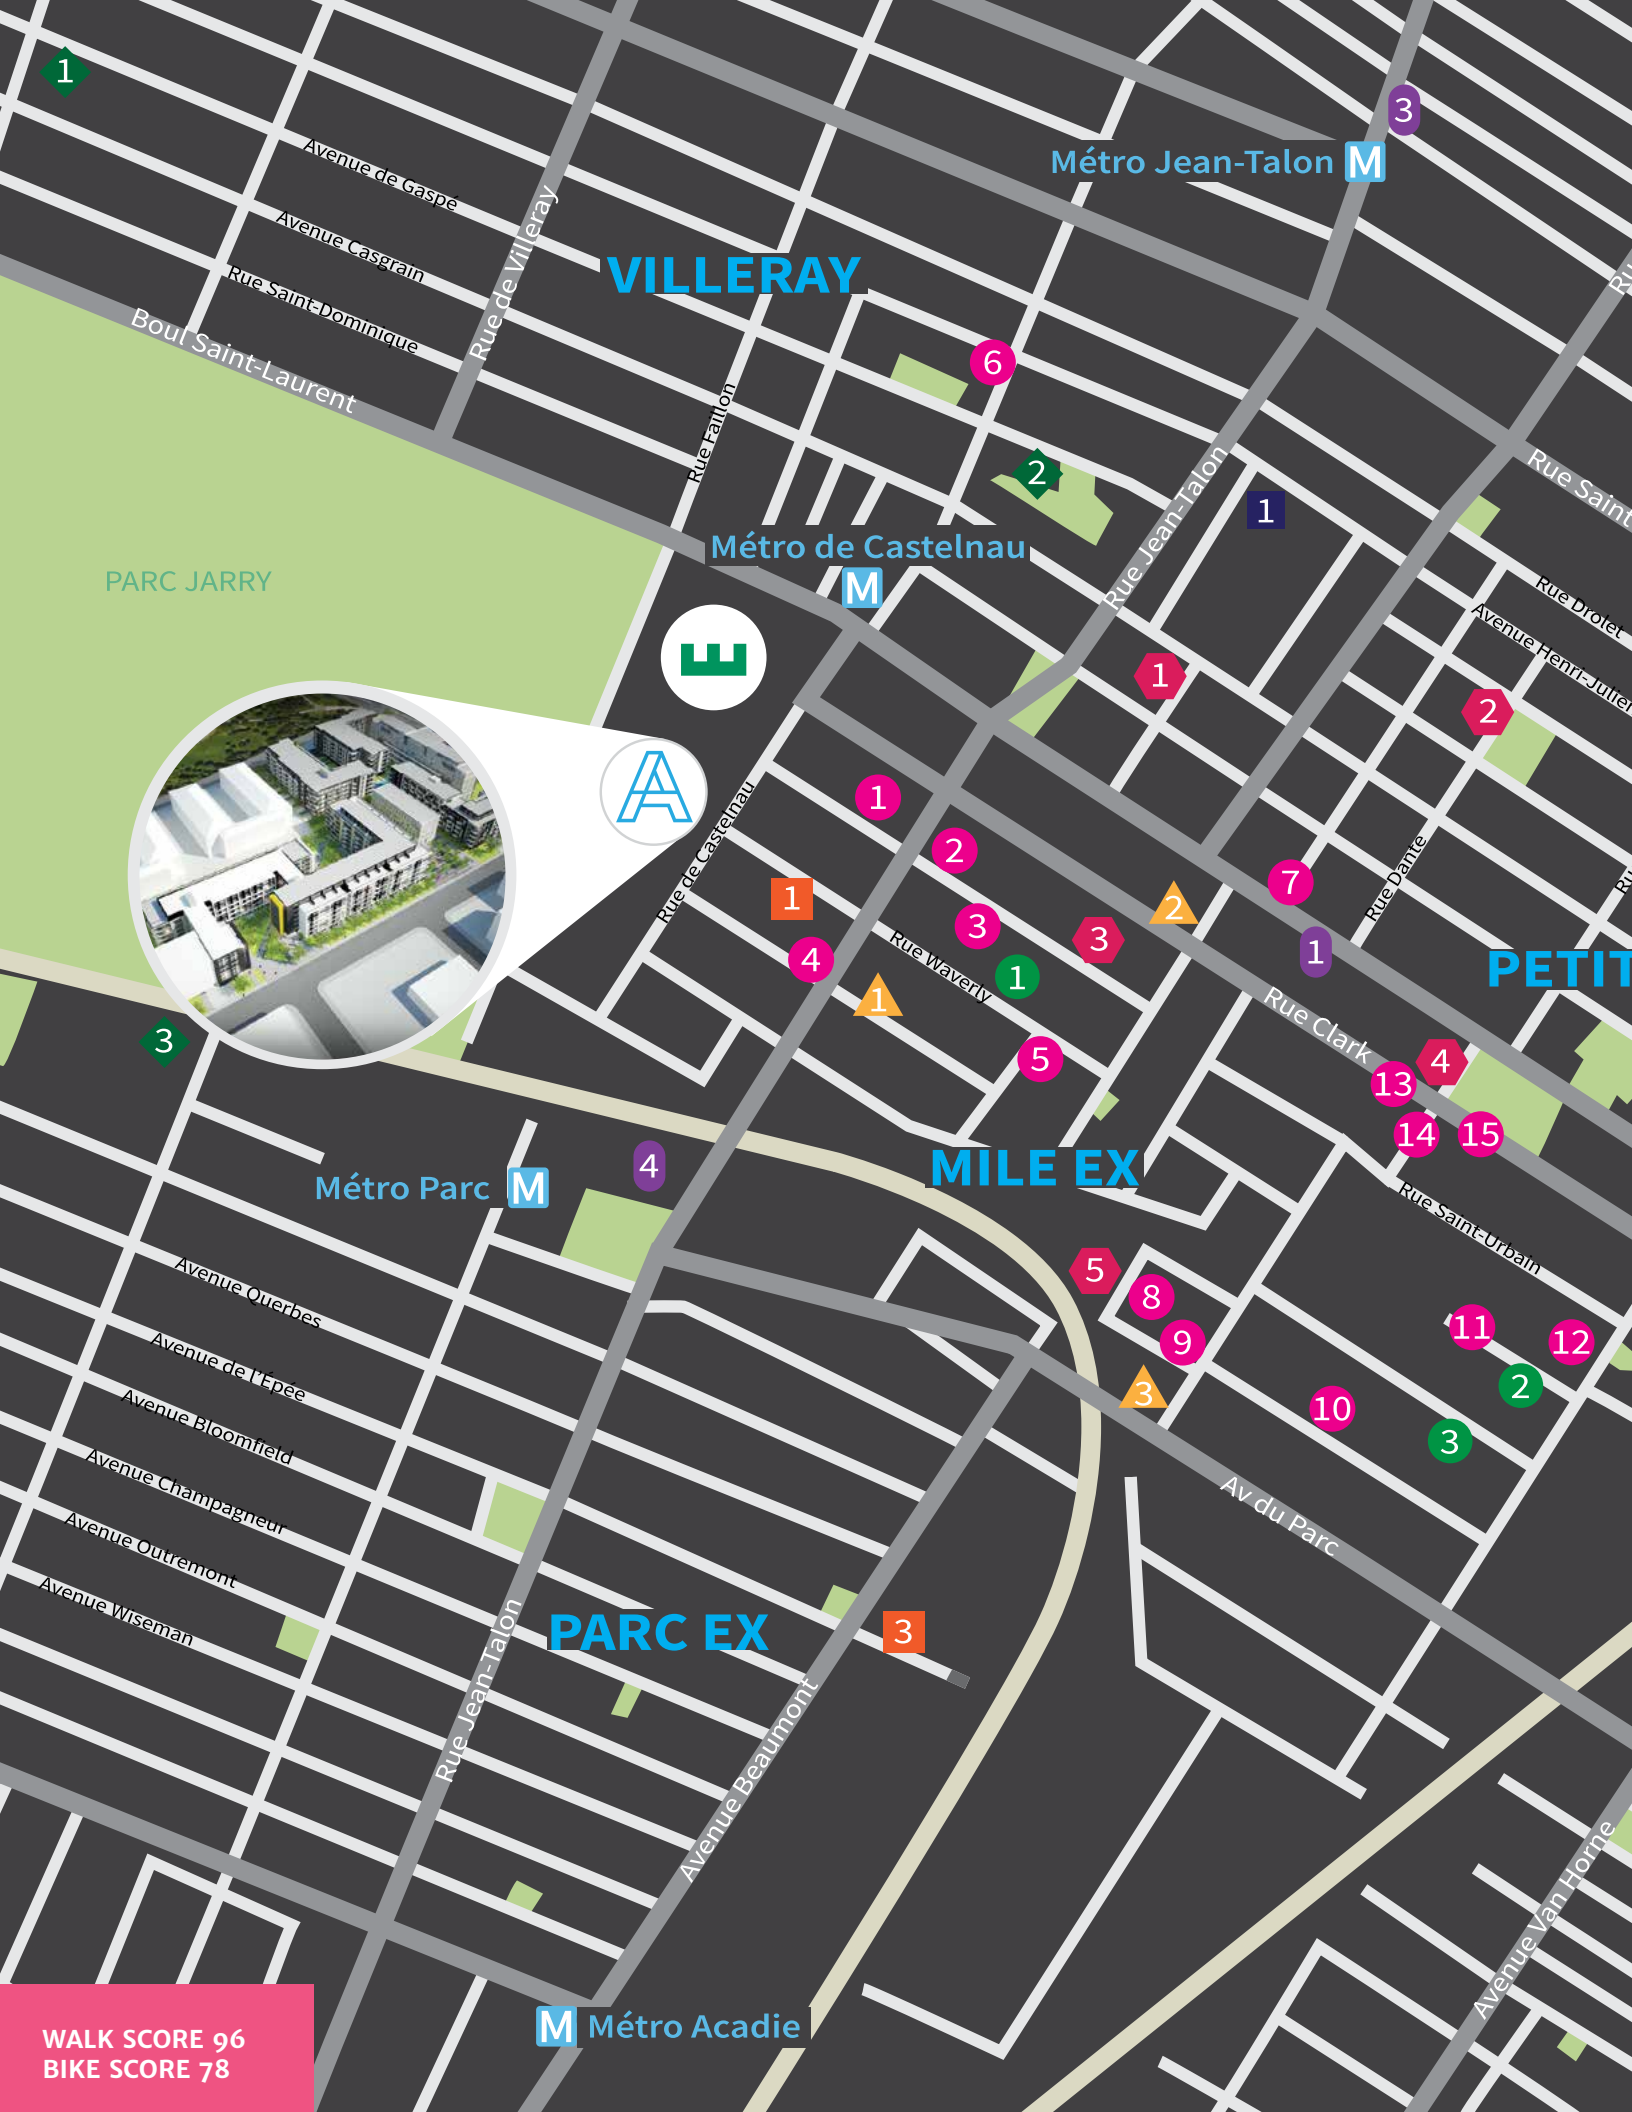 1
3
Métro Jean-Talon M
Avenue de Gaspé
Avenue Casgrain
Rue de Villeray
Rue Saint-Dominique
VILLERAY
Boul Saint-Laurent
6
Rue Faillon
2
Rue Jean-Talon
1
Rue Saint
Métro de Castelnau
M
PARC JARRY
Rue Drolet
Avenue Henri-Julien
E
1
2
A
1
2
Rue de Castelnau
Rue Dante
7
1
2
3
3
4
Rue Waverly
1
1
1
PETIT
Rue Clark
3
5
4
13
14
15
4
Métro Parc M
MILE EX
Rue Saint-Urbain
5
8
9
11
12
Avenue Querbes
2
3
10
3
Avenue de l'Épée
Avenue Bloomfield
Avenue Champagneur
Av du Parc
Avenue Outremont
Avenue Wiseman
PARC EX
3
Rue Jean-Talon
Avenue Beaumont
Avenue Van Horne
M Métro Acadie
WALK SCORE 96
BIKE SCORE 78